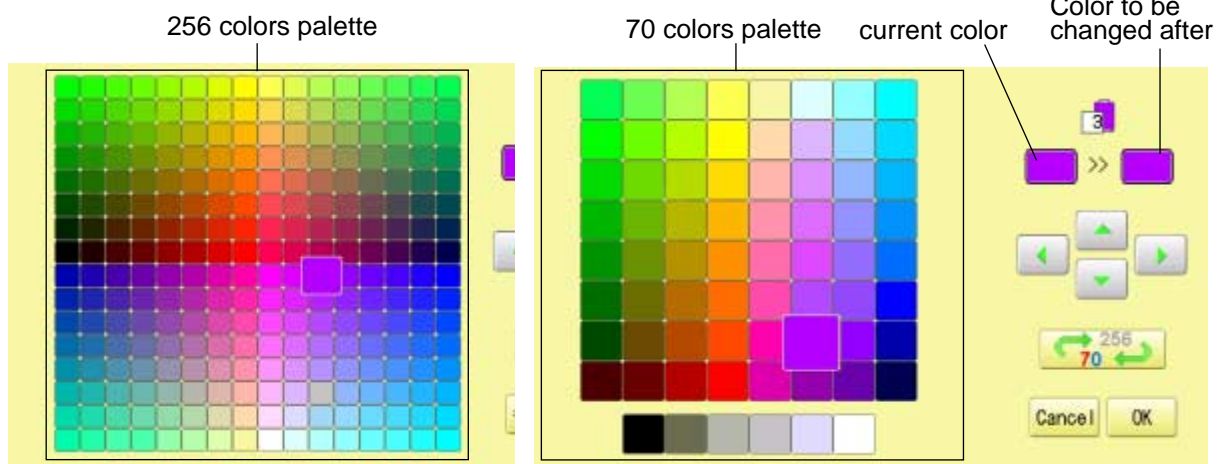 256 colors palette
70 colors palette
current color
Color to be
changed after
3
>>
256
70
Cancel
OK